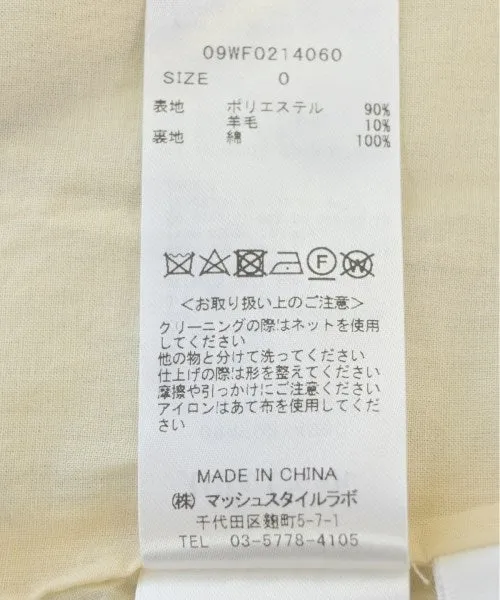 09WF0214060
SIZE 0
表地 ポリエステル 90%
羊毛 10%
裏地 綿 100%
F W
＜お取り扱い上のご注意＞
クリーニングの際はネットを使用
してください
他の物と分けて洗ってください
仕上げの際は形を整えてください
摩擦や引っかけにご注意ください
アイロンはあて布を使用してくだ
さい
MADE IN CHINA
(株) マッシュスタイルラボ
千代田区麹町5-7-1
TEL 03-5778-4105